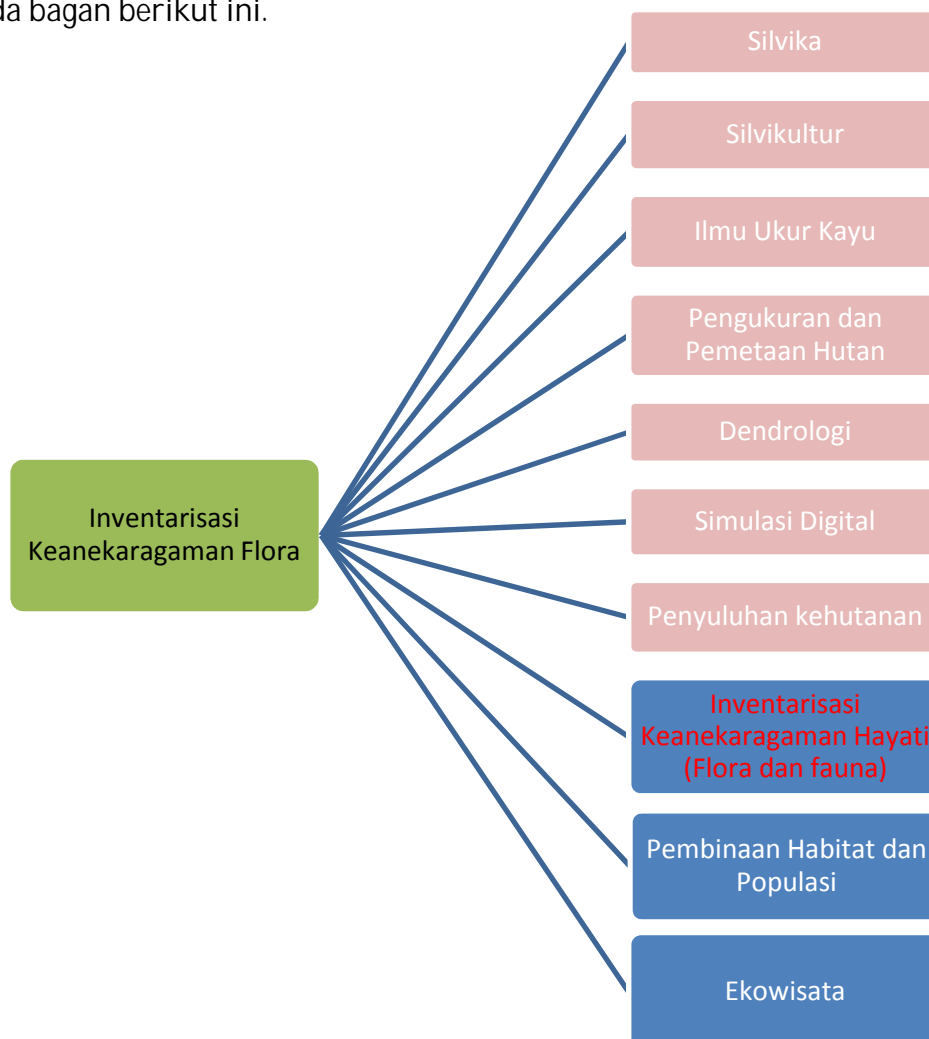 da bagan berikut ini.
Silvika
Silvikultur
Ilmu Ukur Kayu
Pengukuran dan
Pemetaan Hutan
Dendrologi
Inventarisasi
Keanekaragaman Flora
Simulasi Digital
Penyuluhan kehutanan
Inventarisasi
Keanekaragaman Hayati
(Flora dan fauna)
Pembinaan Habitat dan
Populasi
Ekowisata